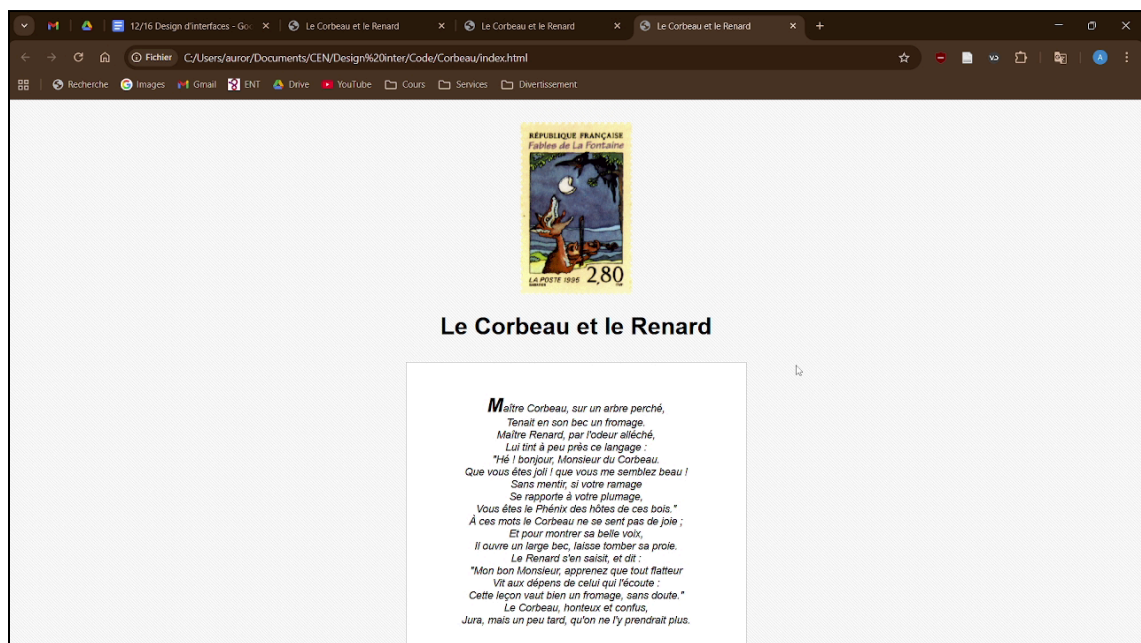 12/16 Design d'interfaces - Goo
Le Corbeau et le Renard
Le Corbeau et le Renard
Le Corbeau et le Renard
Fichier C:/Users/auror/Documents/CEN/Design%20inter/Code/Corbeau/index.html
Recherche Images Gmail ENT Drive YouTube Cours Services Divertissement
RÉPUBLIQUE FRANÇAISE
Fables de La Fontaine
LA POSTE 1995 2,80
Le Corbeau et le Renard
Maître Corbeau, sur un arbre perché,
Tenait en son bec un fromage.
Maître Renard, par l'odeur alléché,
Lui tint à peu près ce langage :
"Hé ! bonjour, Monsieur du Corbeau.
Que vous êtes joli ! que vous me semblez beau !
Sans mentir, si votre ramage
Se rapporte à votre plumage,
Vous êtes le Phénix des hôtes de ces bois."
À ces mots le Corbeau ne se sent pas de joie ;
Et pour montrer sa belle voix,
Il ouvre un large bec, laisse tomber sa proie.
Le Renard s'en saisit, et dit :
"Mon bon Monsieur, apprenez que tout flatteur
Vit aux dépens de celui qui l'écoute :
Cette leçon vaut bien un fromage, sans doute."
Le Corbeau, honteux et confus,
Jura, mais un peu tard, qu'on ne l'y prendrait plus.